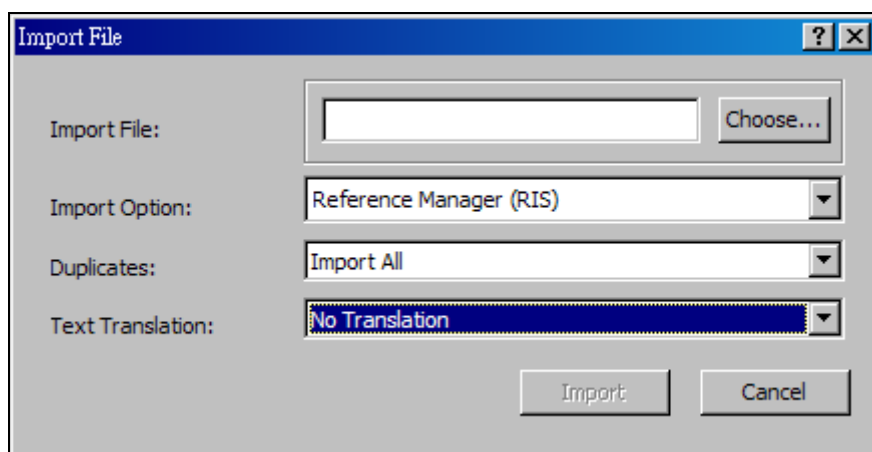 Import File
Import File:
Choose...
Import Option:
Reference Manager (RIS)
Duplicates:
Import All
Text Translation:
No Translation
Import
Cancel